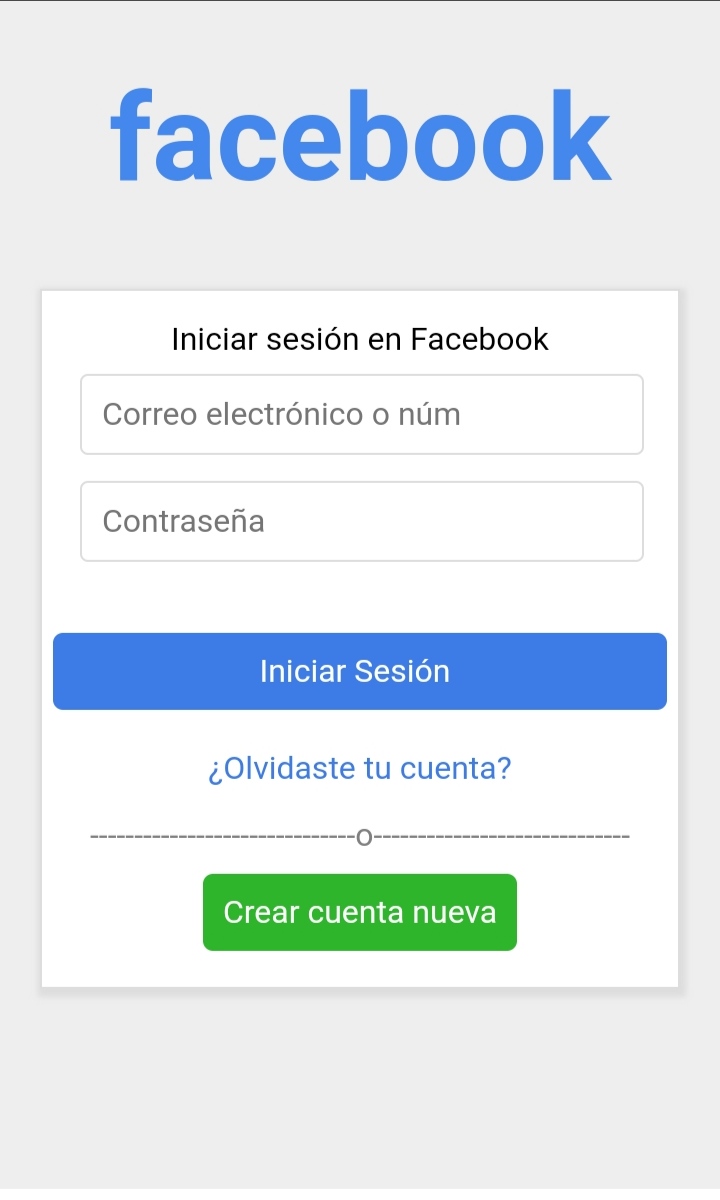 facebook
Iniciar sesión en Facebook
Correo electrónico o núm
Contraseña
Iniciar Sesión
¿Olvidaste tu cuenta?
-----------------------------o----------------------------
Crear cuenta nueva